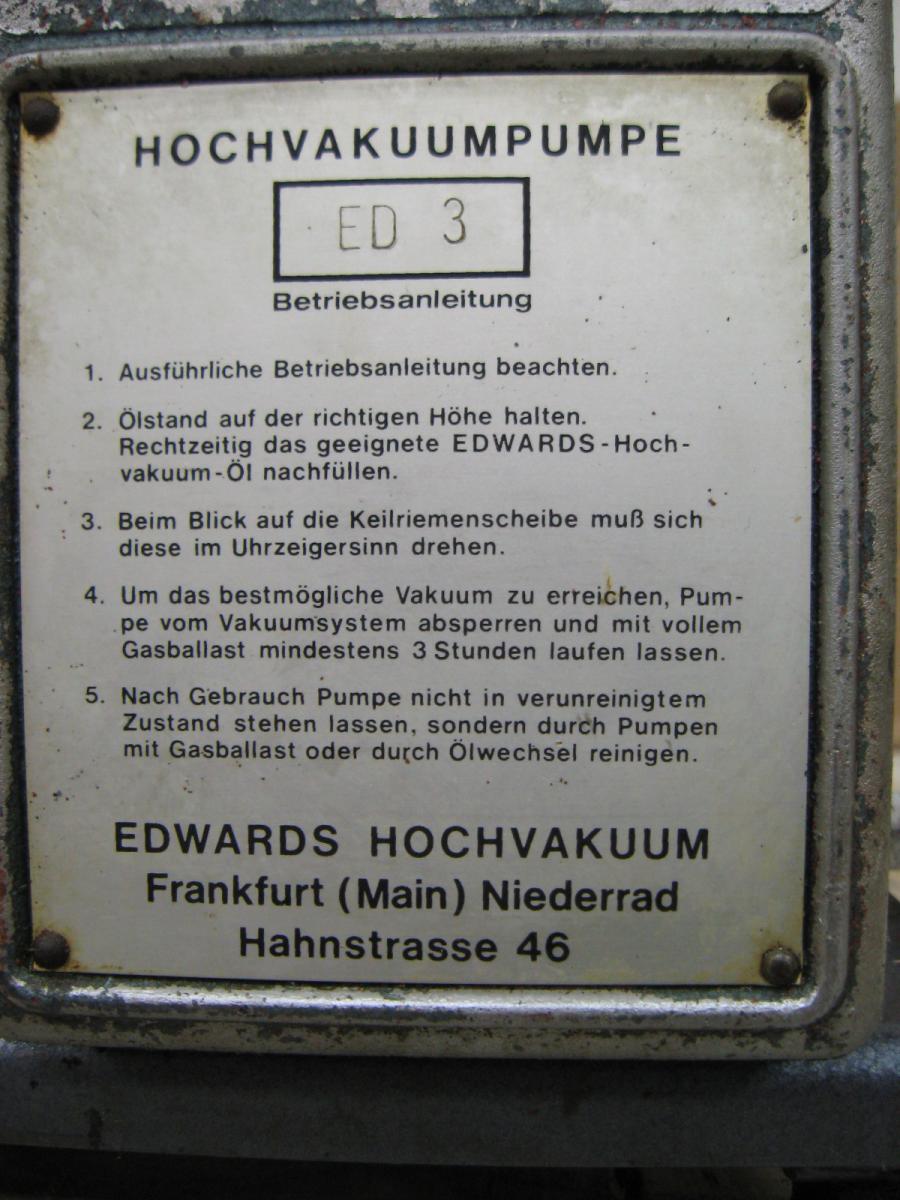 HOCHVAKUUMPUMPE
ED 3
Betriebsanleitung
1. Ausführliche Betriebsanleitung beachten.
2. Ölstand auf der richtigen Höhe halten.
Rechtzeitig das geeignete EDWARDS-Hoch-
vakuum-Öl nachfüllen.
3. Beim Blick auf die Keilriemenscheibe muß sich
diese im Uhrzeigersinn drehen.
4. Um das bestmögliche Vakuum zu erreichen, Pum-
pe vom Vakuumsystem absperren und mit vollem
Gasballast mindestens 3 Stunden laufen lassen.
5. Nach Gebrauch Pumpe nicht in verunreinigtem
Zustand stehen lassen, sondern durch Pumpen
mit Gasballast oder durch Ölwechsel reinigen.
EDWARDS HOCHVAKUUM
Frankfurt (Main) Niederrad
Hahnstrasse 46